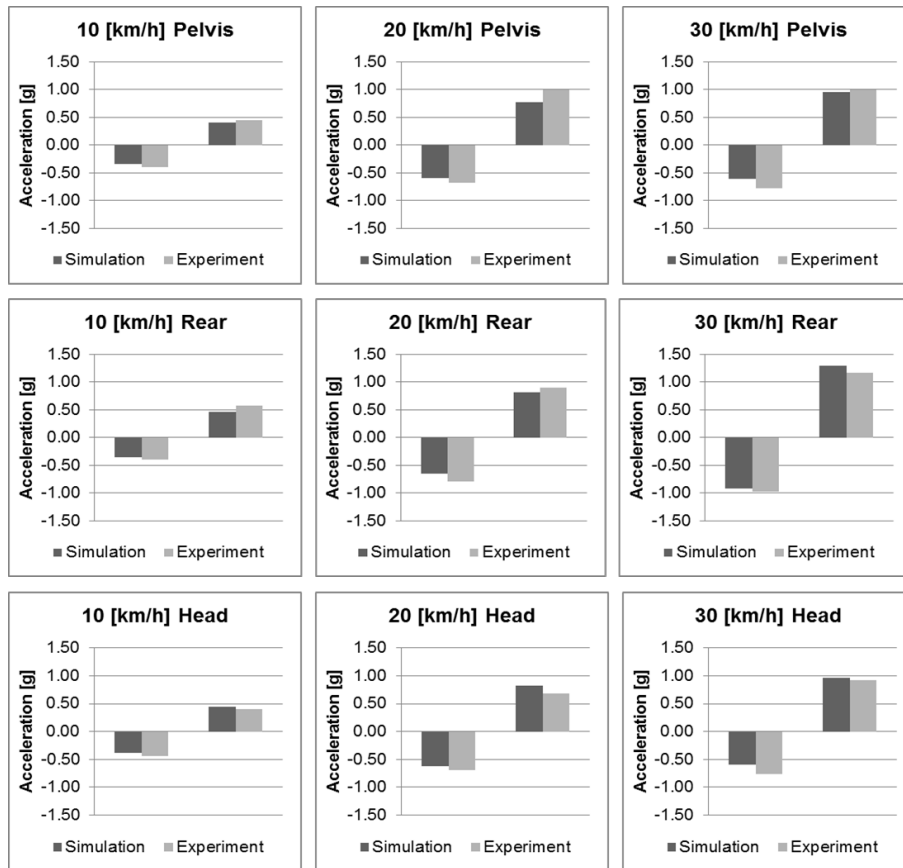 10 [km/h] Pelvis
Acceleration [g]
1.50
1.00
0.50
0.00
-0.50
-1.00
-1.50
Simulation Experiment
20 [km/h] Pelvis
Acceleration [g]
1.50
1.00
0.50
0.00
-0.50
-1.00
-1.50
Simulation Experiment
30 [km/h] Pelvis
Acceleration [g]
1.50
1.00
0.50
0.00
-0.50
-1.00
-1.50
Simulation Experiment
10 [km/h] Rear
Acceleration [g]
1.50
1.00
0.50
0.00
-0.50
-1.00
-1.50
Simulation Experiment
20 [km/h] Rear
Acceleration [g]
1.50
1.00
0.50
0.00
-0.50
-1.00
-1.50
Simulation Experiment
30 [km/h] Rear
Acceleration [g]
1.50
1.00
0.50
0.00
-0.50
-1.00
-1.50
Simulation Experiment
10 [km/h] Head
Acceleration [g]
1.50
1.00
0.50
0.00
-0.50
-1.00
-1.50
Simulation Experiment
20 [km/h] Head
Acceleration [g]
1.50
1.00
0.50
0.00
-0.50
-1.00
-1.50
Simulation Experiment
30 [km/h] Head
Acceleration [g]
1.50
1.00
0.50
0.00
-0.50
-1.00
-1.50
Simulation Experiment